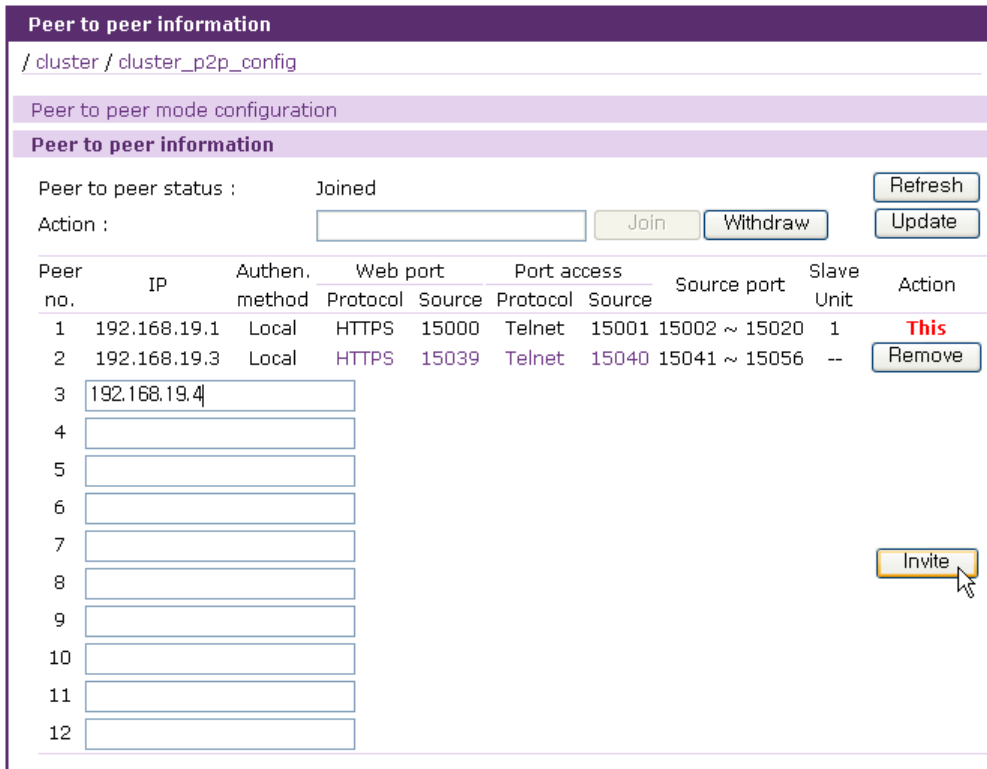 Peer to peer information
/ cluster / cluster_p2p_config
Peer to peer mode configuration
Peer to peer information
Peer to peer status : Joined Refresh
Action : Join Withdraw Update
Peer no. IP Authen. method Web port Protocol Source Port access Protocol Source Source port Slave Unit Action
1 192.168.19.1 Local HTTPS 15000 Telnet 15001 15002 ~ 15020 1 This
2 192.168.19.3 Local HTTPS 15039 Telnet 15040 15041 ~ 15056 -- Remove
3 192.168.19.4
4
5
6
7
Invite
8
9
10
11
12